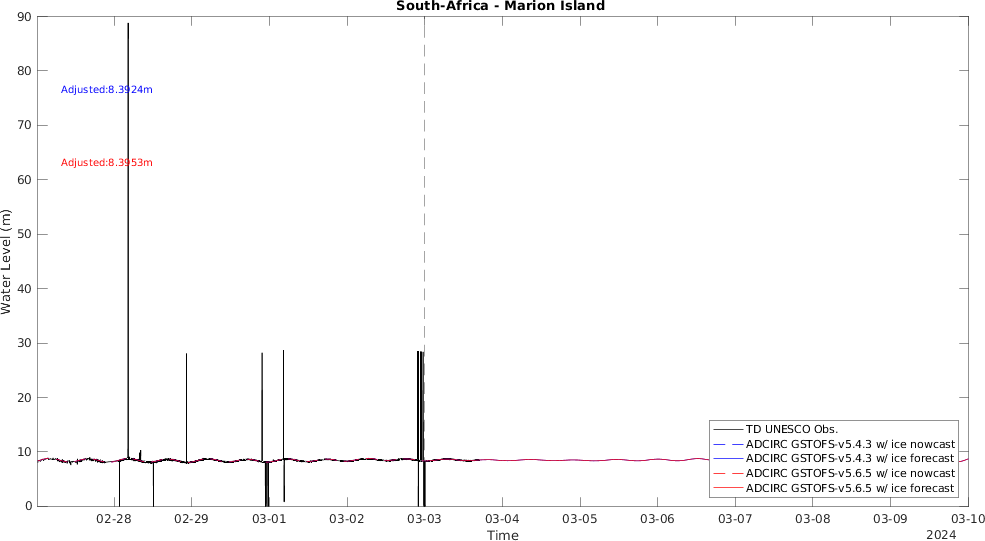 South-Africa - Marion Island
90
80
70
60
50
40
30
20
10
0
Water Level (m)
Adjusted:8.3924m
Adjusted:8.3953m
TD UNESCO Obs.
ADCIRC GSTOFS-v5.4.3 w/ ice nowcast
ADCIRC GSTOFS-v5.4.3 w/ ice forecast
ADCIRC GSTOFS-v5.6.5 w/ ice nowcast
ADCIRC GSTOFS-v5.6.5 w/ ice forecast
02-28 02-29 03-01 03-02 03-03 03-04 03-05 03-06 03-07 03-08 03-09 03-10
Time
2024